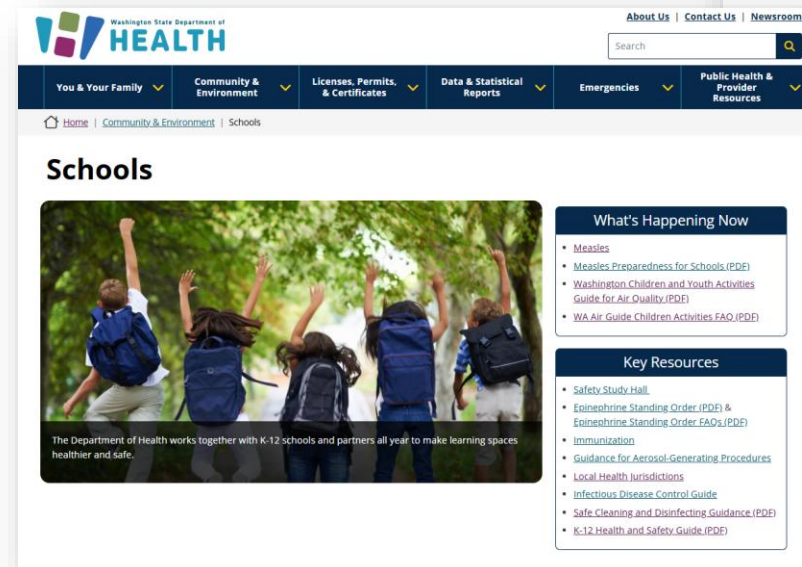 Washington State Department of
HEALTH
About Us | Contact Us | Newsroom
Search
You & Your Family
Community &
Environment
Licenses, Permits,
& Certificates
Data & Statistical
Reports
Emergencies
Public Health &
Provider
Resources
Home | Community & Environment | Schools
Schools
The Department of Health works together with K-12 schools and partners all year to make learning spaces
healthier and safe.
What's Happening Now
• Measles
• Measles Preparedness for Schools (PDF)
• Washington Children and Youth Activities
Guide for Air Quality (PDF)
• WA Air Guide Children Activities FAQ (PDF)
Key Resources
• Safety Study Hall
• Epinephrine Standing Order (PDF) &
Epinephrine Standing Order FAQs (PDF)
• Immunization
• Guidance for Aerosol-Generating Procedures
• Local Health Jurisdictions
• Infectious Disease Control Guide
• Safe Cleaning and Disinfecting Guidance (PDF)
• K-12 Health and Safety Guide (PDF)